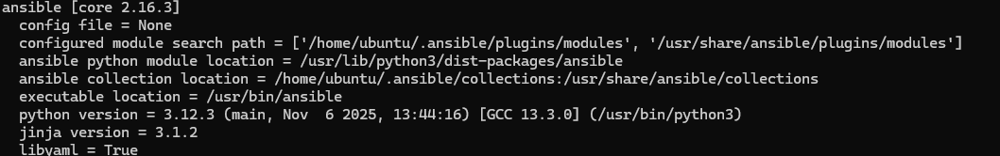 ansible [core 2.16.3]
  config file = None
  configured module search path = ['/home/ubuntu/.ansible/plugins/modules', '/usr/share/ansible/plugins/modules']
  ansible python module location = /usr/lib/python3/dist-packages/ansible
  ansible collection location = /home/ubuntu/.ansible/collections:/usr/share/ansible/collections
  executable location = /usr/bin/ansible
  python version = 3.12.3 (main, Nov  6 2025, 13:44:16) [GCC 13.3.0] (/usr/bin/python3)
  jinja version = 3.1.2
  libyaml = True